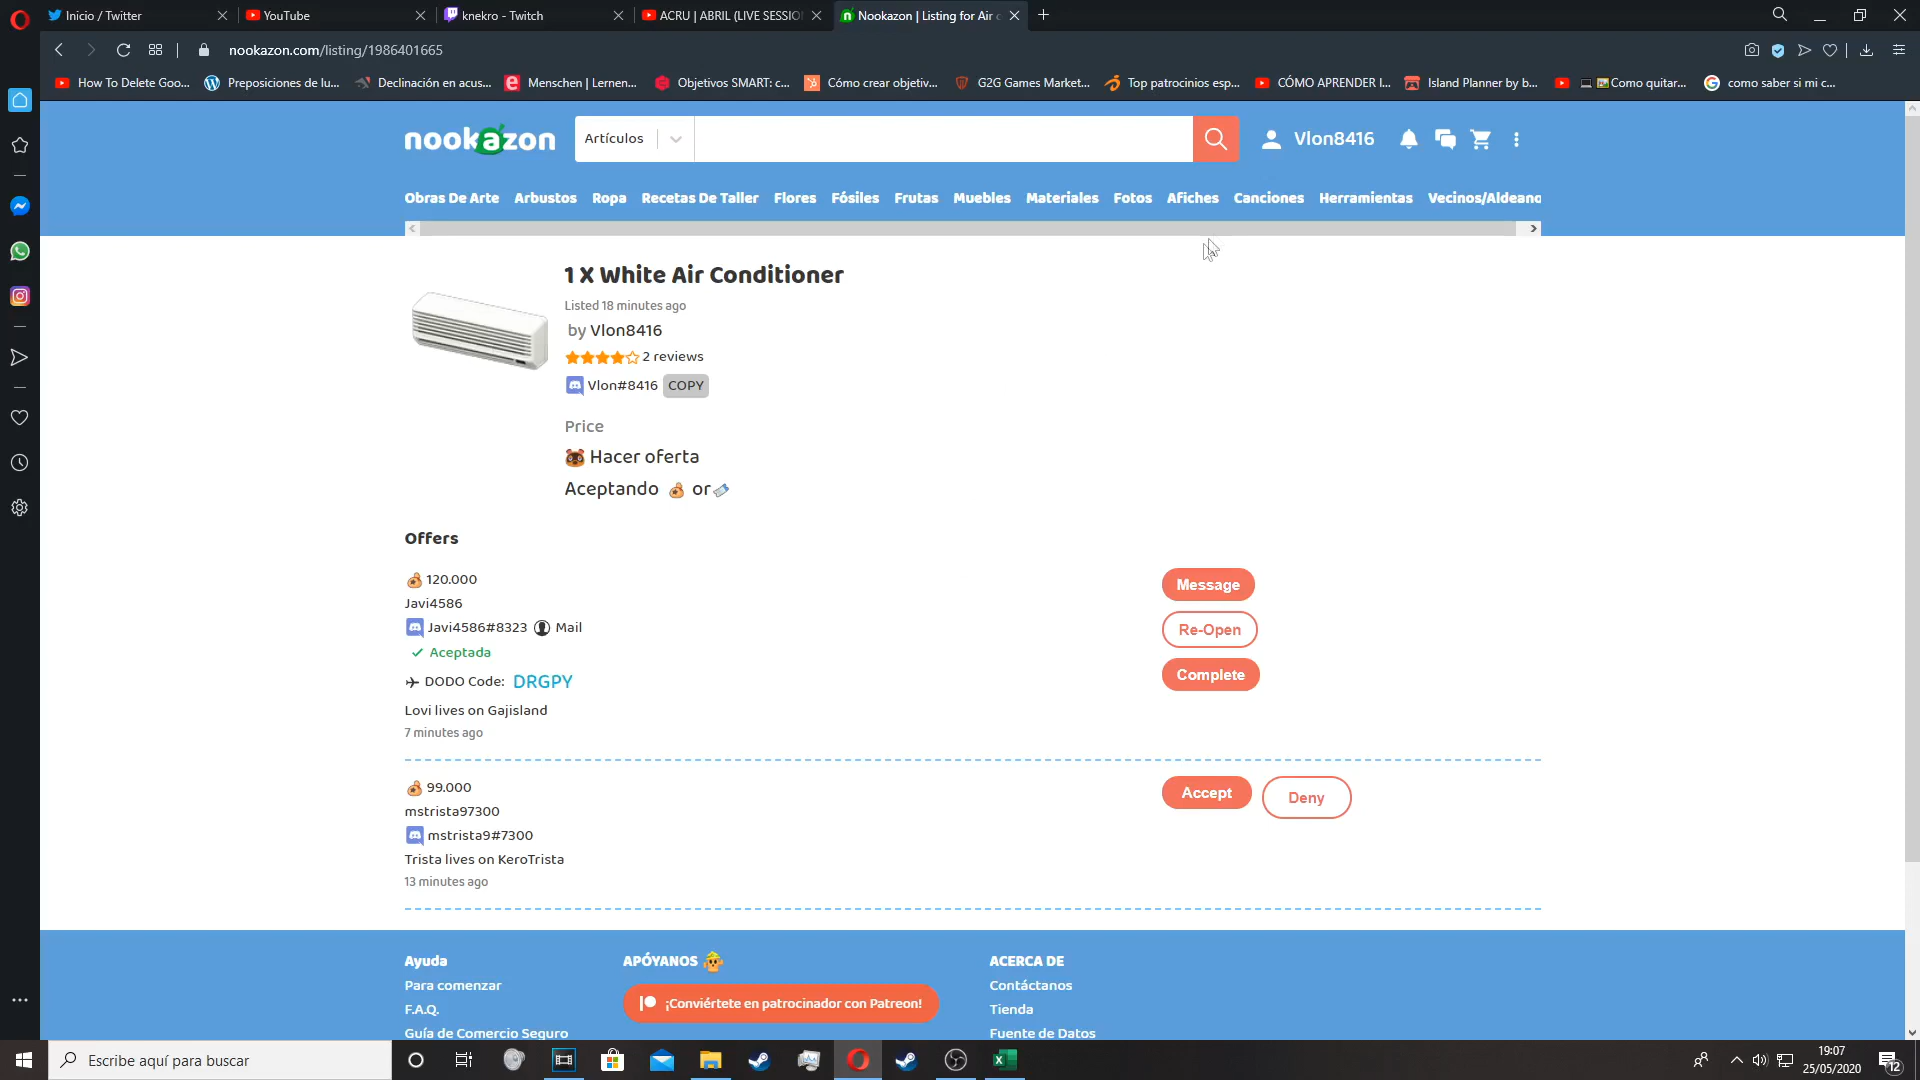 Inicio / Twitter
YouTube
knekro - Twitch
ACRU | ABRIL (LIVE SESSIO
Nookazon | Listing for Air c
nookazon.com/listing/1986401665
How To Delete Goo...
Preposiciones de lu...
Declinación en acus...
Menschen | Lernen...
Objetivos SMART: c...
Cómo crear objetiv...
G2G Games Market...
Top patrocinios esp...
CÓMO APRENDER I...
Island Planner by b...
Como quitar...
como saber si mi c...
nookazon
Artículos
Vlon8416
Obras De Arte
Arbustos
Ropa
Recetas De Taller
Flores
Fósiles
Frutas
Muebles
Materiales
Fotos
Afiches
Canciones
Herramientas
Vecinos/Aldeano
1 X White Air Conditioner
Listed 18 minutes ago
by Vlon8416
2 reviews
Vlon#8416 COPY
Price
Hacer oferta
Aceptando or
Offers
120.000
Javi4586
Javi4586#8323 Mail
Aceptada
DODO Code: DRGPY
Lovi lives on Gajisland
7 minutes ago
Message
Re-Open
Complete
99.000
mstrista97300
mstrista9#7300
Trista lives on KeroTrista
13 minutes ago
Accept
Deny
Ayuda
Para comenzar
F.A.Q.
Guía de Comercio Seguro
APÓYANOS
¡Conviértete en patrocinador con Patreon!
ACERCA DE
Contáctanos
Tienda
Fuente de Datos
Escribe aquí para buscar
19:07
25/05/2020
12